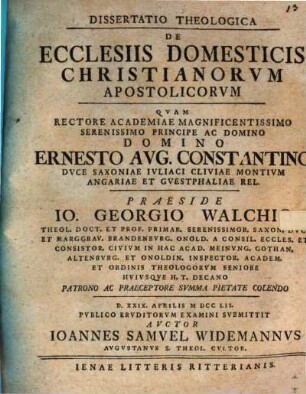 13
DISSERTATIO THEOLOGICA
DE
ECCLESIIS DOMESTICIS
CHRISTIANORVM
APOSTOLICORVM
QVAM
RECTORE ACADEMIAE MAGNIFICENTISSIMO
SERENISSIMO PRINCIPE AC DOMINO
DOMINO
ERNESTO AVG. CONSTANTINO
DVCE SAXONIAE IVLIACI CLIVIAE MONTIVM
ANGARIAE ET GVESTPHALIAE REL.
PRAESIDE
IO. GEORGIO WALCHI
THEOL. DOCT. ET PROF. PRIMAR. SERENISSIMOR. SAXON.
ET MARGGRAV. BRANDENBVRG. ONOLD. A CONSIL. ECCLES. ET
CONSISTOR. CIVIVM IN HAC ACAD. MEINVNG. GOTHAN.
ALTENBVRG. ET ONOLDIN. INSPECTOR. ACADEM.
ET ORDINIS THEOLOGORVM SENIORE
HVIVSQVE H. T. DECANO
PATRONO AC PRAECEPTORE SVMMA PIETATE COLENDO
D. XXIX. APRILIS M DCC LII.
PVBLICO ERVDITORVM EXAMINI SVBMITTIT
AVCTOR
IOANNES SAMVEL WIDEMANNVS
AVGVSTANVS S. THEOL. CVLTOR.
IENAE LITTERIS RITTERIANIS.